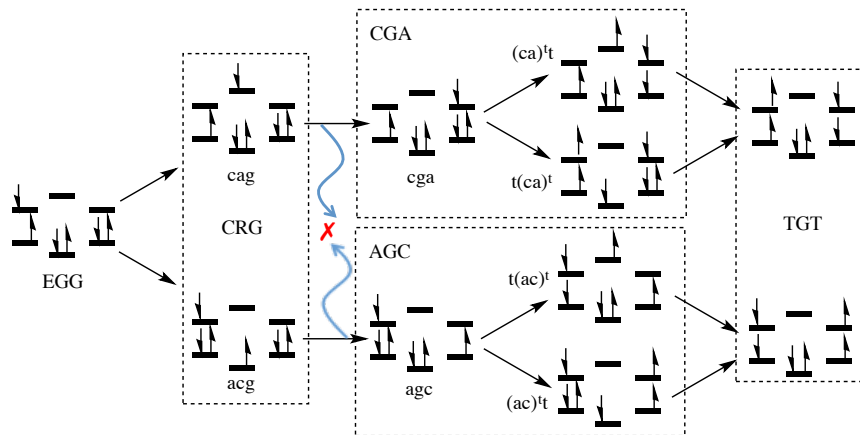 CGA
(ca)ᵗt
cag
cga
t(ca)ᵗ
CRG
EGG
TGT
AGC
t(ac)ᵗ
acg
agc
(ac)ᵗt